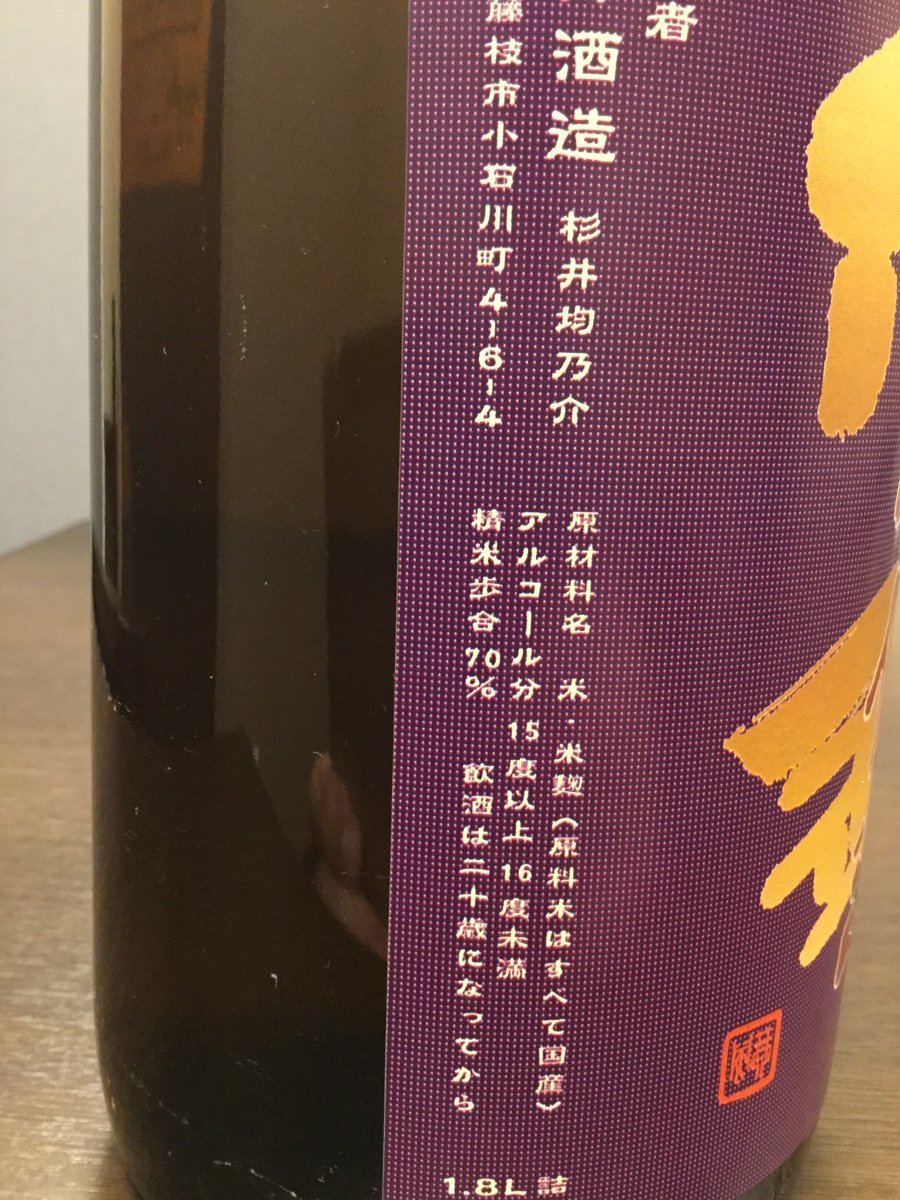 者
酒造 杉井均乃介
藤枝市小石川町4-6-4
原材料名 米・米麹（原料米はすべて国産）
アルコール分 15度以上 16度未満
精米歩合70% 飲酒は二十歳になってから
1.8L 詰